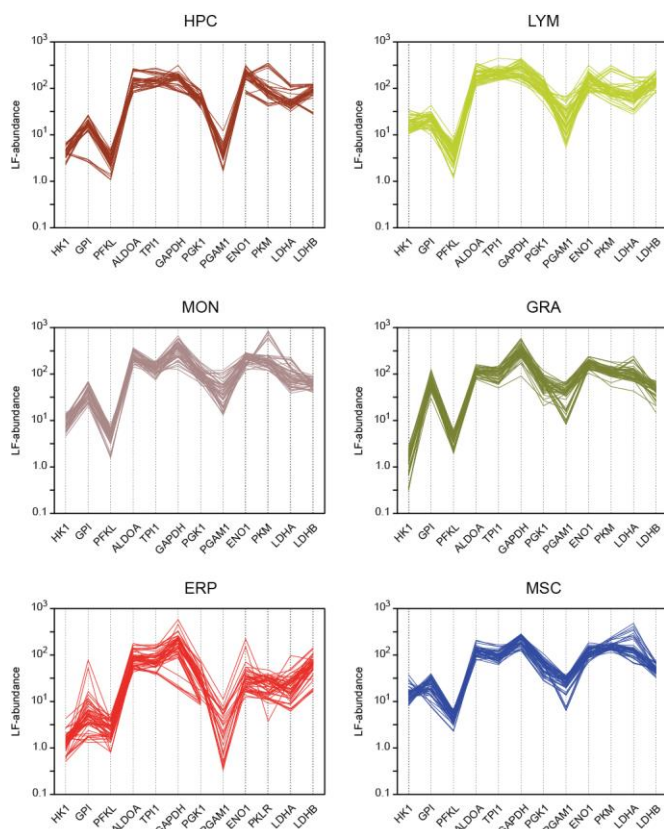 HPC
LYM
LF-abundance
10³
10²
10¹
1.0
0.1
HK1 GPI PFKL ALDOA TPI1 GAPDH PGK1 PGAM1 ENO1 PKM LDHA LDHB
LF-abundance
10³
10²
10¹
1.0
0.1
HK1 GPI PFKL ALDOA TPI1 GAPDH PGK1 PGAM1 ENO1 PKM LDHA LDHB
MON
GRA
LF-abundance
10³
10²
10¹
1.0
0.1
HK1 GPI PFKL ALDOA TPI1 GAPDH PGK1 PGAM1 ENO1 PKM LDHA LDHB
LF-abundance
10³
10²
10¹
1.0
0.1
HK1 GPI PFKL ALDOA TPI1 GAPDH PGK1 PGAM1 ENO1 PKM LDHA LDHB
ERP
MSC
LF-abundance
10³
10²
10¹
1.0
0.1
HK1 GPI PFKL ALDOA TPI1 GAPDH PGK1 PGAM1 ENO1 PKLR LDHA LDHB
LF-abundance
10³
10²
10¹
1.0
0.1
HK1 GPI PFKL ALDOA TPI1 GAPDH PGK1 PGAM1 ENO1 PKM LDHA LDHB